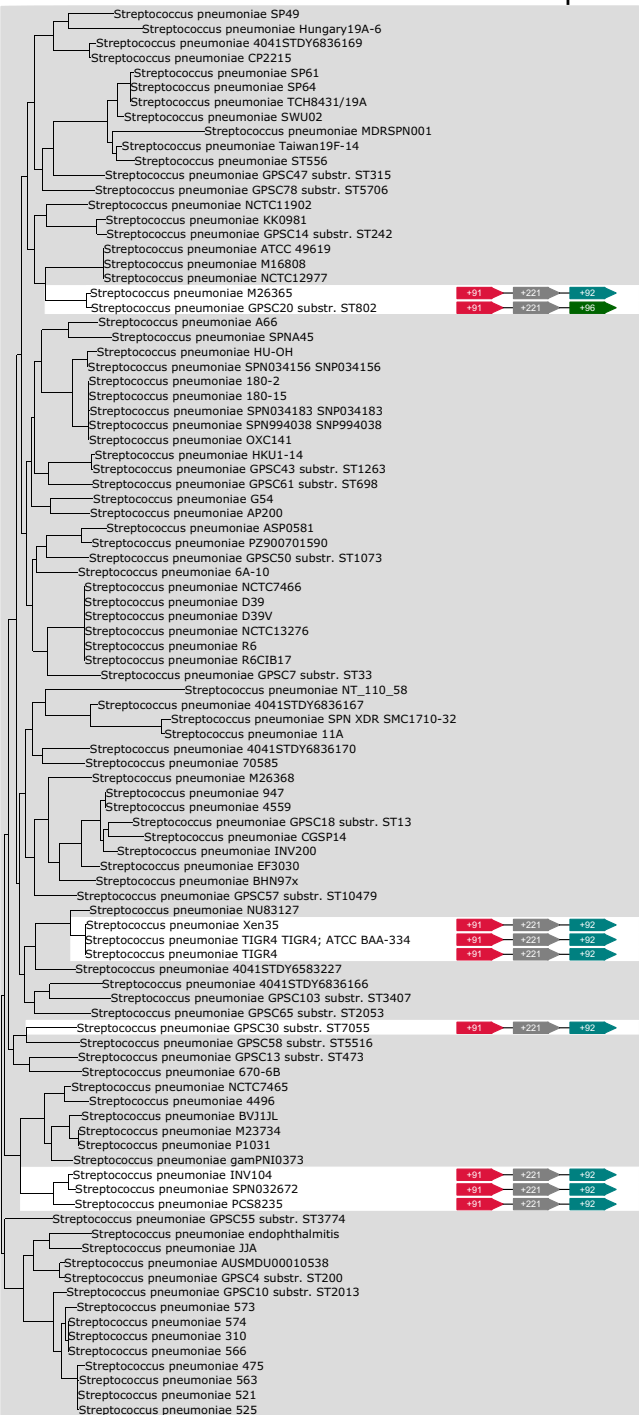 Streptococcus pneumoniae SP49
Streptococcus pneumoniae Hungary19A-6
Streptococcus pneumoniae 4041STDY6836169
Streptococcus pneumoniae CP2215
Streptococcus pneumoniae SP61
Streptococcus pneumoniae SP64
Streptococcus pneumoniae TCH8431/19A
Streptococcus pneumoniae SWU02
Streptococcus pneumoniae MDRSPN001
Streptococcus pneumoniae Taiwan19F-14
Streptococcus pneumoniae ST556
Streptococcus pneumoniae GPSC47 substr. ST315
Streptococcus pneumoniae GPSC78 substr. ST5706
Streptococcus pneumoniae NCTC11902
Streptococcus pneumoniae KK0981
Streptococcus pneumoniae GPSC14 substr. ST242
Streptococcus pneumoniae ATCC 49619
Streptococcus pneumoniae M16808
Streptococcus pneumoniae NCTC12977
Streptococcus pneumoniae M26365 +91 +221 +92
Streptococcus pneumoniae GPSC20 substr. ST802 +91 +221 +96
Streptococcus pneumoniae A66
Streptococcus pneumoniae SPNA45
Streptococcus pneumoniae HU-OH
Streptococcus pneumoniae SPN034156 SNP034156
Streptococcus pneumoniae 180-2
Streptococcus pneumoniae 180-15
Streptococcus pneumoniae SPN034183 SNP034183
Streptococcus pneumoniae SPN994038 SNP994038
Streptococcus pneumoniae OXC141
Streptococcus pneumoniae HKU1-14
Streptococcus pneumoniae GPSC43 substr. ST1263
Streptococcus pneumoniae GPSC61 substr. ST698
Streptococcus pneumoniae G54
Streptococcus pneumoniae AP200
Streptococcus pneumoniae ASP0581
Streptococcus pneumoniae PZ900701590
Streptococcus pneumoniae GPSC50 substr. ST1073
Streptococcus pneumoniae 6A-10
Streptococcus pneumoniae NCTC7466
Streptococcus pneumoniae D39
Streptococcus pneumoniae D39V
Streptococcus pneumoniae NCTC13276
Streptococcus pneumoniae R6
Streptococcus pneumoniae R6CIB17
Streptococcus pneumoniae GPSC7 substr. ST33
Streptococcus pneumoniae NT_110_58
Streptococcus pneumoniae 4041STDY6836167
Streptococcus pneumoniae SPN XDR SMC1710-32
Streptococcus pneumoniae 11A
Streptococcus pneumoniae 4041STDY6836170
Streptococcus pneumoniae 70585
Streptococcus pneumoniae M26368
Streptococcus pneumoniae 947
Streptococcus pneumoniae 4559
Streptococcus pneumoniae GPSC18 substr. ST13
Streptococcus pneumoniae CGSP14
Streptococcus pneumoniae INV200
Streptococcus pneumoniae EF3030
Streptococcus pneumoniae BHN97x
Streptococcus pneumoniae GPSC57 substr. ST10479
Streptococcus pneumoniae NU83127
Streptococcus pneumoniae Xen35 +91 +221 +92
Streptococcus pneumoniae TIGR4 TIGR4; ATCC BAA-334 +91 +221 +92
Streptococcus pneumoniae TIGR4 +91 +221 +92
Streptococcus pneumoniae 4041STDY6583227
Streptococcus pneumoniae 4041STDY6836166
Streptococcus pneumoniae GPSC103 substr. ST3407
Streptococcus pneumoniae GPSC65 substr. ST2053
Streptococcus pneumoniae GPSC30 substr. ST7055 +91 +221 +92
Streptococcus pneumoniae GPSC58 substr. ST5516
Streptococcus pneumoniae GPSC13 substr. ST473
Streptococcus pneumoniae 670-6B
Streptococcus pneumoniae NCTC7465
Streptococcus pneumoniae 4496
Streptococcus pneumoniae BVJ1JL
Streptococcus pneumoniae M23734
Streptococcus pneumoniae P1031
Streptococcus pneumoniae gamPNI0373
Streptococcus pneumoniae INV104 +91 +221 +92
Streptococcus pneumoniae SPN032672 +91 +221 +92
Streptococcus pneumoniae PCS8235 +91 +221 +92
Streptococcus pneumoniae GPSC55 substr. ST3774
Streptococcus pneumoniae endophthalmitis
Streptococcus pneumoniae JJA
Streptococcus pneumoniae AUSMDU00010538
Streptococcus pneumoniae GPSC4 substr. ST200
Streptococcus pneumoniae GPSC10 substr. ST2013
Streptococcus pneumoniae 573
Streptococcus pneumoniae 574
Streptococcus pneumoniae 310
Streptococcus pneumoniae 566
Streptococcus pneumoniae 475
Streptococcus pneumoniae 563
Streptococcus pneumoniae 521
Streptococcus pneumoniae 525